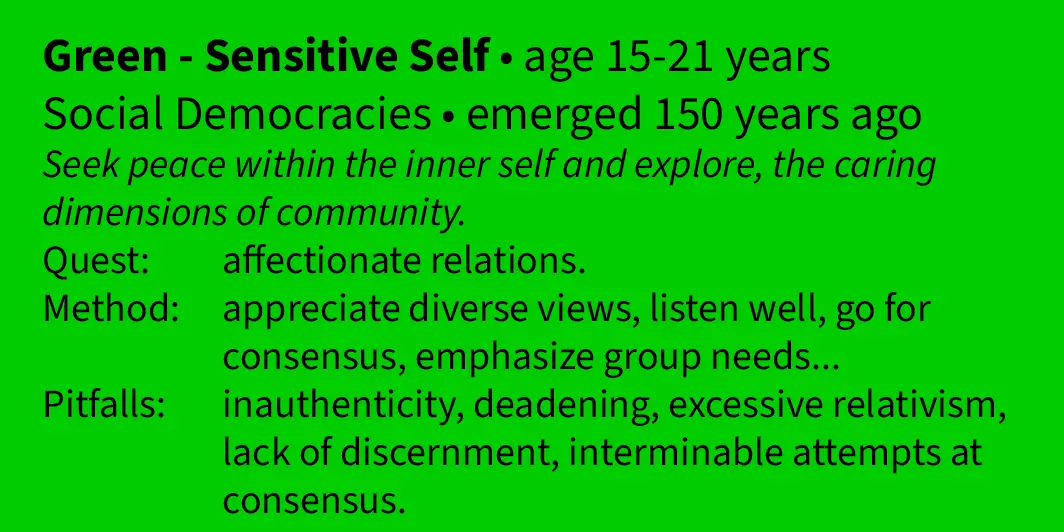 Green - Sensitive Self • age 15-21 years
Social Democracies • emerged 150 years ago
Seek peace within the inner self and explore, the caring
dimensions of community.
Quest: affectionate relations.
Method: appreciate diverse views, listen well, go for
consensus, emphasize group needs...
Pitfalls: inauthenticity, deadening, excessive relativism,
lack of discernment, interminable attempts at
consensus.